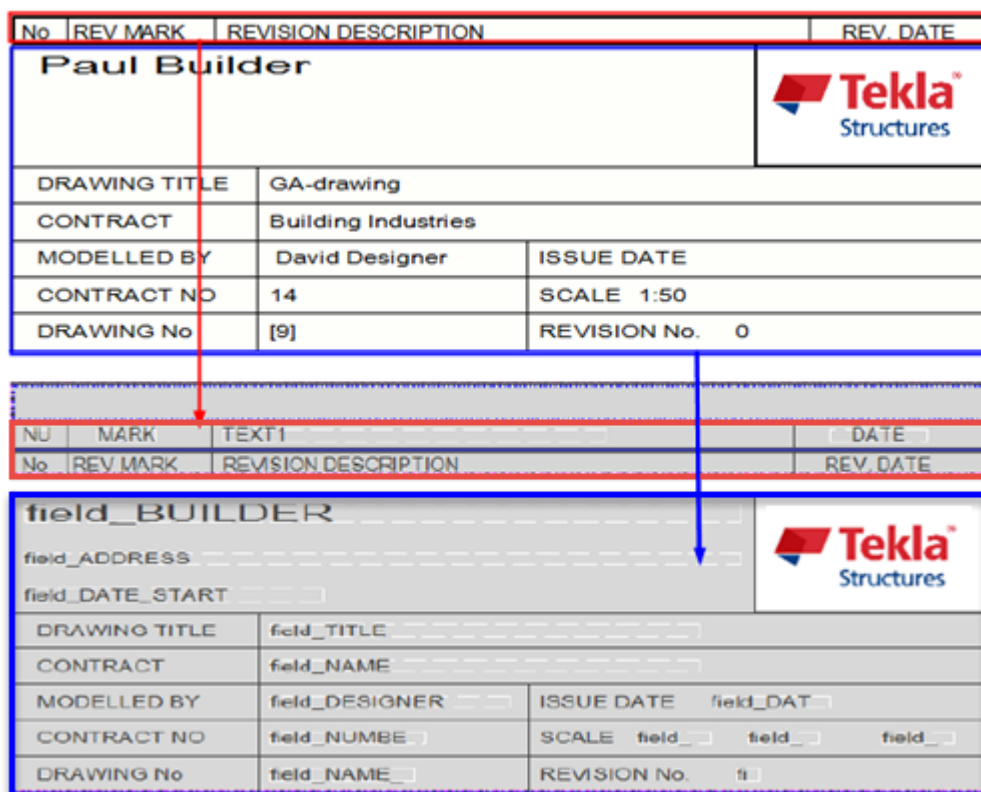 No REV MARK REVISION DESCRIPTION REV. DATE
Paul Builder
Tekla
Structures
DRAWING TITLE GA-drawing
CONTRACT Building Industries
MODELLED BY David Designer ISSUE DATE
CONTRACT NO 14 SCALE 1:50
DRAWING No [9] REVISION No. 0
NU MARK TEXT1 DATE
No REV MARK REVISION DESCRIPTION REV. DATE
field_BUILDER
field_ADDRESS
field_DATE_START
Tekla
Structures
DRAWING TITLE field_TITLE
CONTRACT field_NAME
MODELLED BY field_DESIGNER ISSUE DATE field_DAT
CONTRACT NO field_NUMBE SCALE field_ field_ field_
DRAWING No field_NAME_ REVISION No. fi